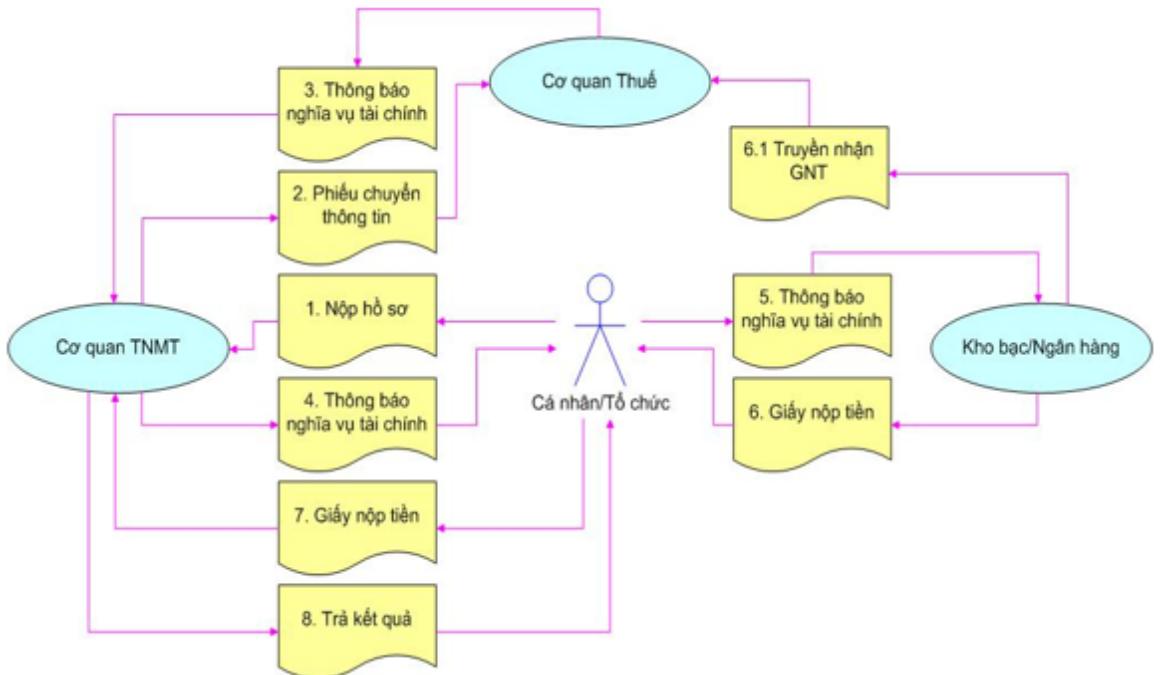 Cơ quan Thuế
3. Thông báo
nghĩa vụ tài chính
6.1 Truyền nhận
GNT
2. Phiếu chuyển
thông tin
1. Nộp hồ sơ
5. Thông báo
nghĩa vụ tài chính
Cơ quan TNMT
Kho bạc/Ngân hàng
4. Thông báo
nghĩa vụ tài chính
Cá nhân/Tổ chức
6. Giấy nộp tiền
7. Giấy nộp tiền
8. Trả kết quả